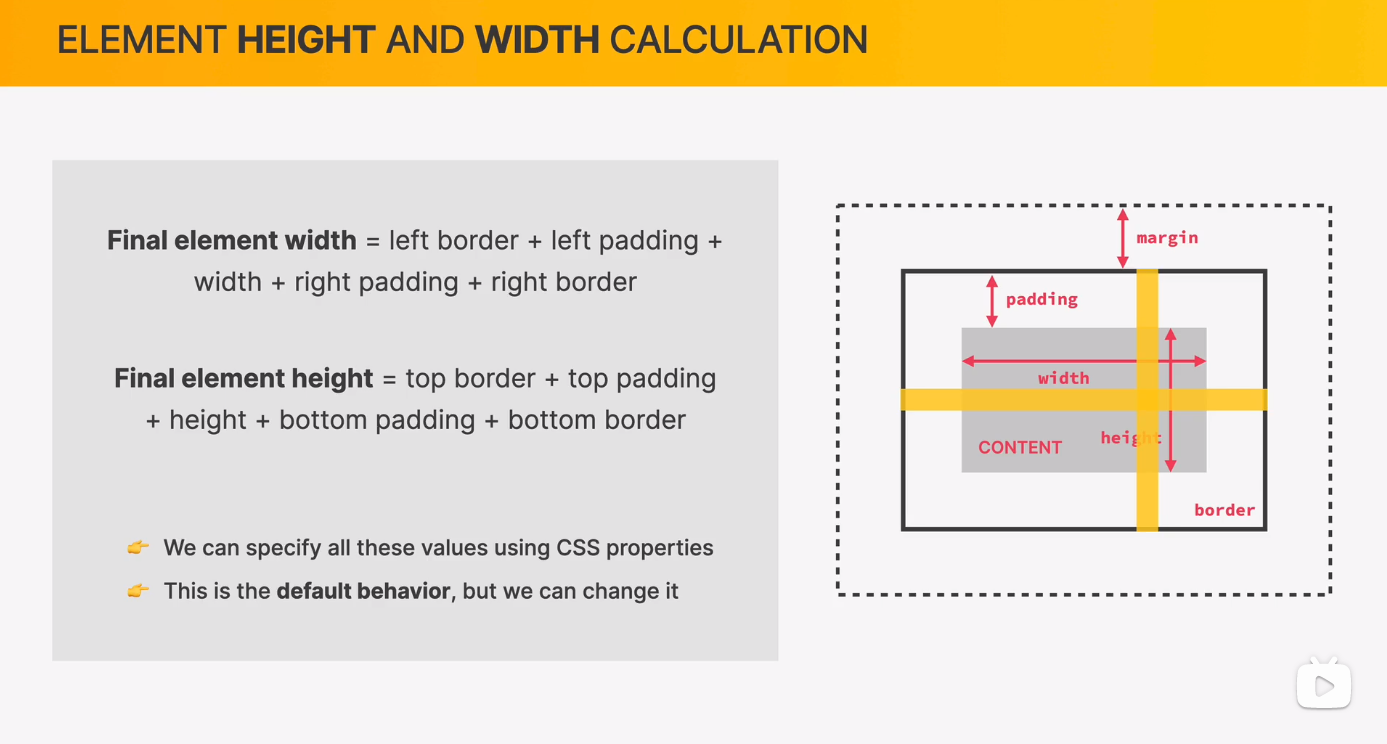 ELEMENT HEIGHT AND WIDTH CALCULATION
Final element width = left border + left padding +
width + right padding + right border
Final element height = top border + top padding
+ height + bottom padding + bottom border
👉 We can specify all these values using CSS properties
👉 This is the default behavior, but we can change it
margin
padding
width
height
CONTENT
border